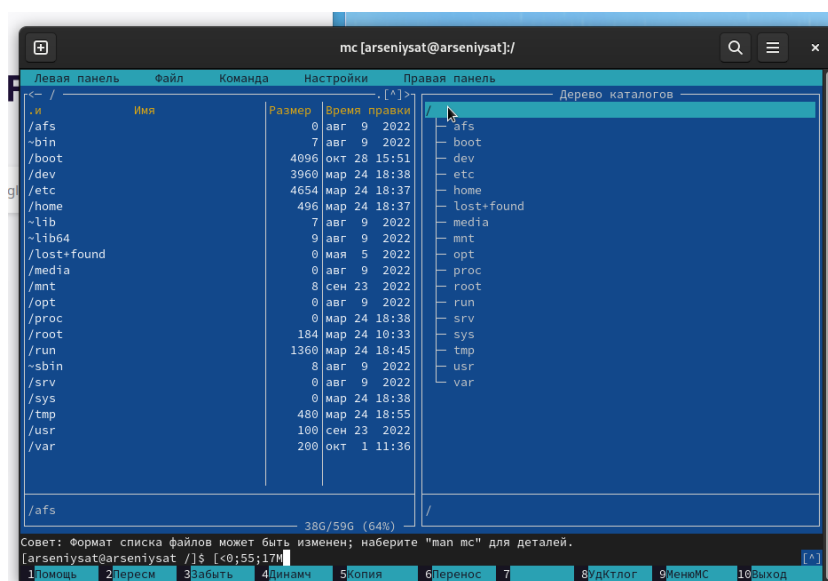 mc [arseniysat@arseniysat]:/
Левая панель Файл Команда Настройки Правая панель
<— / .[^]>
.и Имя Размер Время правки
/afs 0 авг 9 2022
~bin 7 авг 9 2022
/boot 4096 окт 28 15:51
/dev 3960 мар 24 18:38
/etc 4654 мар 24 18:37
/home 496 мар 24 18:37
~lib 7 авг 9 2022
~lib64 9 авг 9 2022
/lost+found 0 мая 5 2022
/media 0 авг 9 2022
/mnt 8 сен 23 2022
/opt 0 авг 9 2022
/proc 0 мар 24 18:38
/root 184 мар 24 10:33
/run 1360 мар 24 18:45
~sbin 8 авг 9 2022
/srv 0 авг 9 2022
/sys 0 мар 24 18:38
/tmp 480 мар 24 18:55
/usr 100 сен 23 2022
/var 200 окт 1 11:36
/afs
38G/59G (64%)
Дерево каталогов
/
afs
boot
dev
etc
home
lost+found
media
mnt
opt
proc
root
run
srv
sys
tmp
usr
var
/
Совет: Формат списка файлов может быть изменен; наберите "man mc" для деталей.
[arseniysat@arseniysat /]$ [<0;55;17M [^]
1Помощь 2Пересм 3Забыть 4Динамч 5Копия 6Перенос 7 8УдКтлог 9МенюMC 10Выход